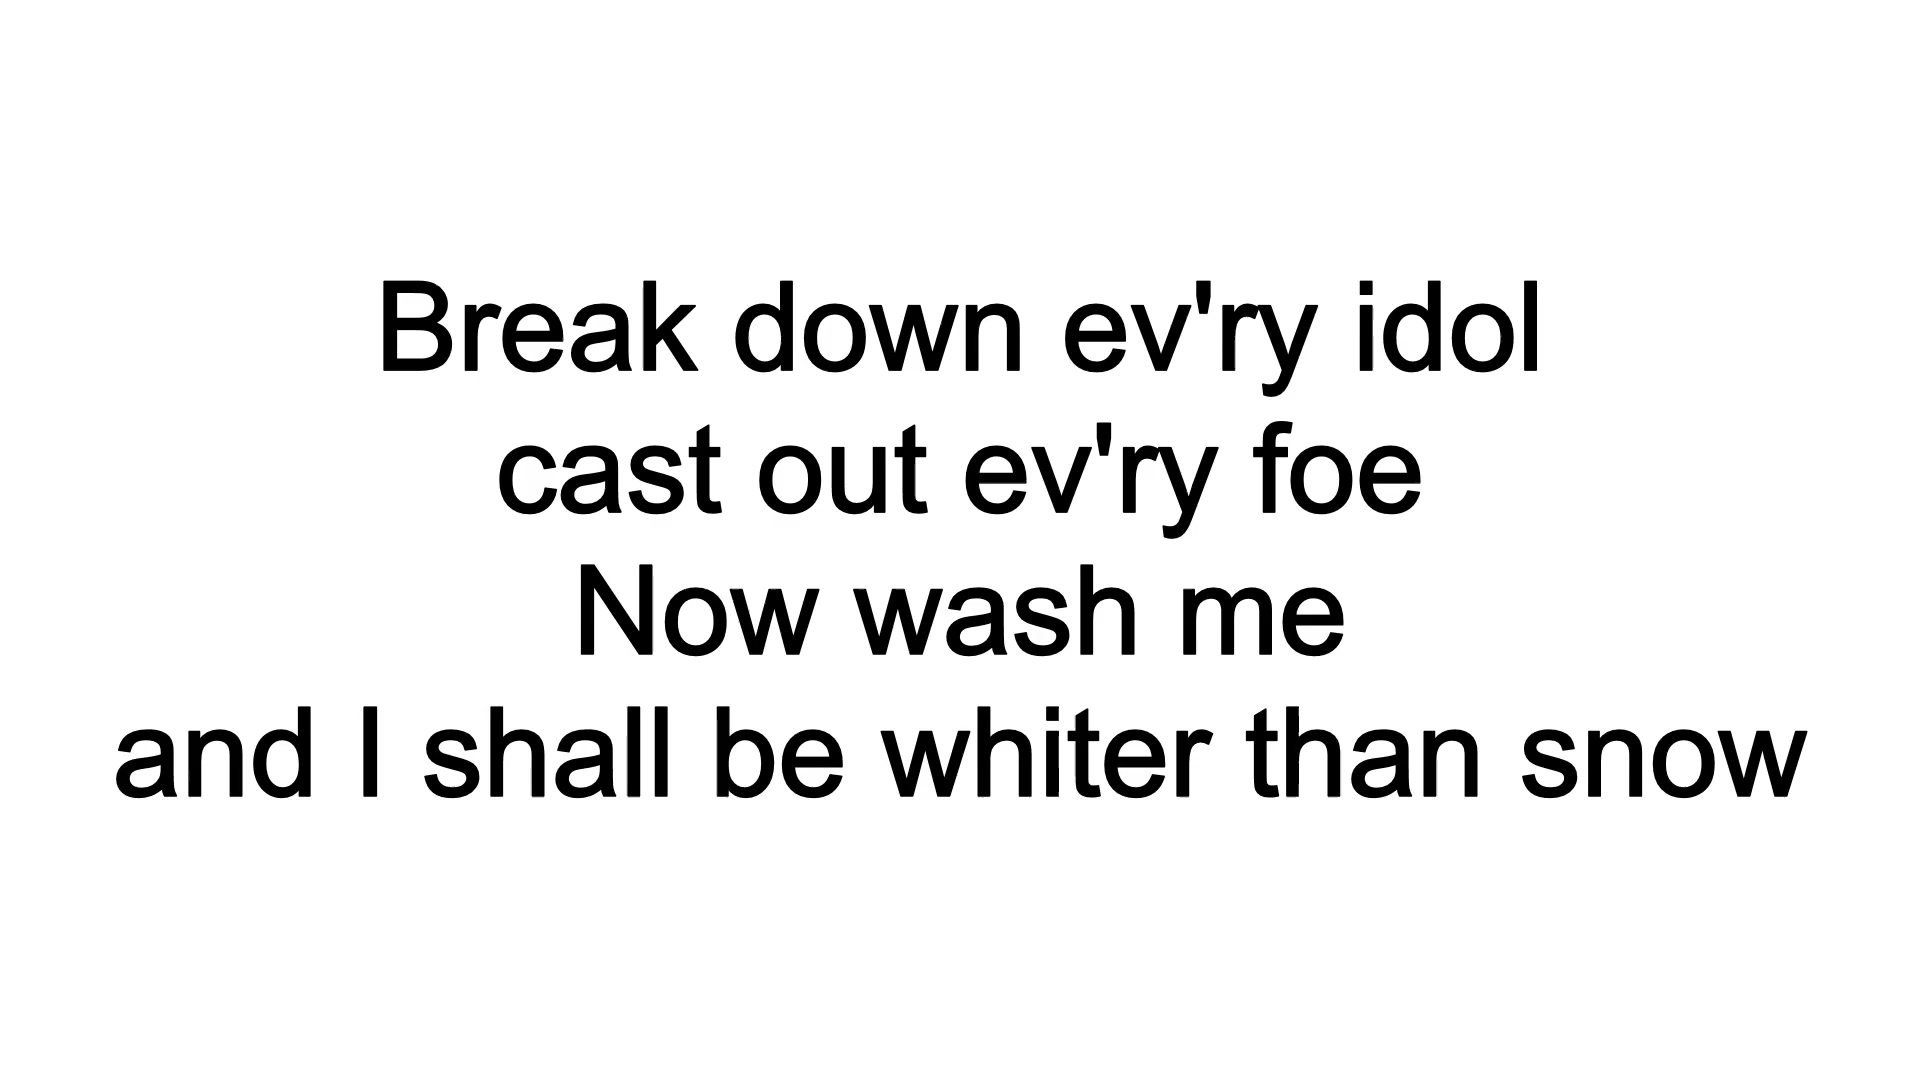 Break down ev'ry idol
cast out ev'ry foe
Now wash me
and I shall be whiter than snow